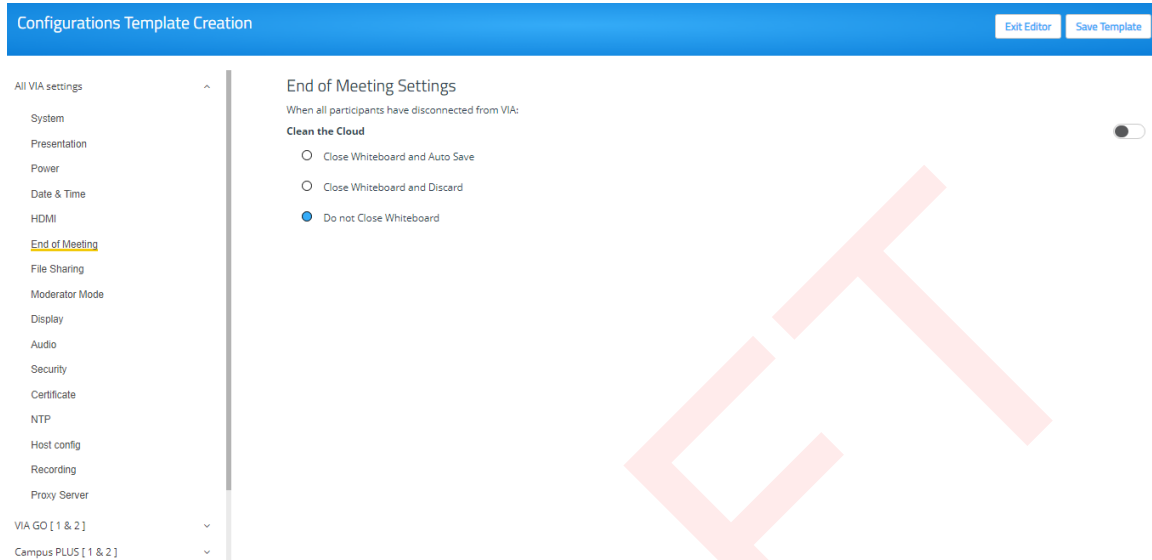 Configurations Template Creation
Exit Editor
Save Template
All VIA settings
System
Presentation
Power
Date & Time
HDMI
End of Meeting
File Sharing
Moderator Mode
Display
Audio
Security
Certificate
NTP
Host config
Recording
Proxy Server
VIA GO [ 1 & 2 ]
Campus PLUS [ 1 & 2 ]
End of Meeting Settings
When all participants have disconnected from VIA:
Clean the Cloud
Close Whiteboard and Auto Save
Close Whiteboard and Discard
Do not Close Whiteboard
FT